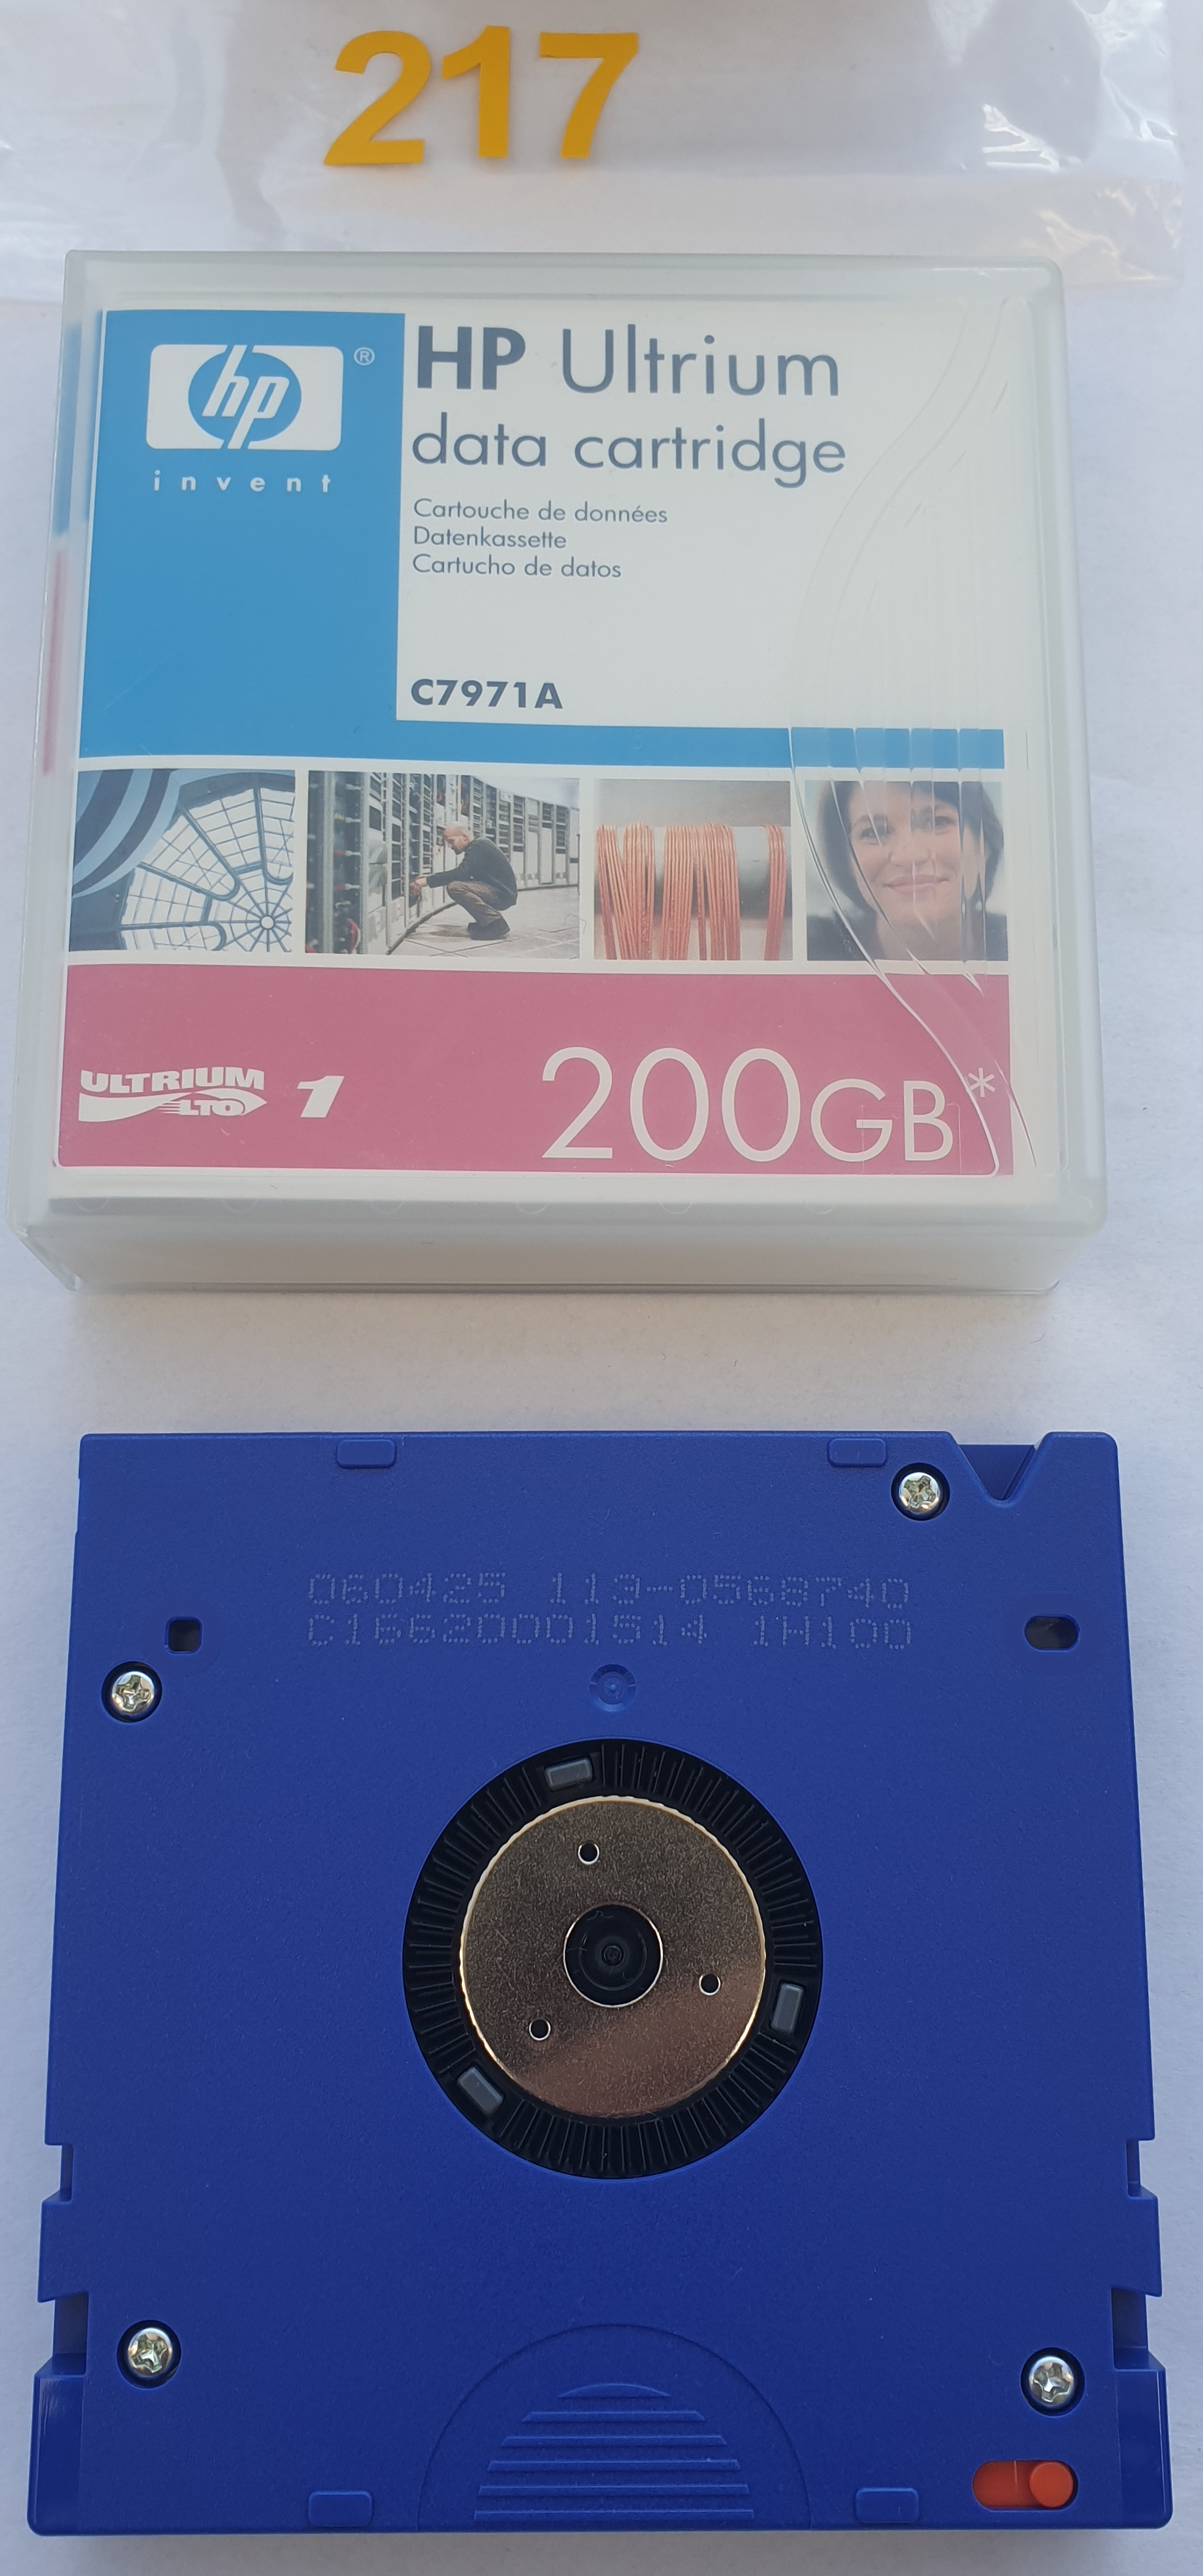 217
hp®
invent
HP Ultrium
data cartridge
Cartouche de données
Datenkassette
Cartucho de datos
C7971A
ULTRIUM
LTO
1
200GB*
060425 113-0568740
C16620001514 1H100